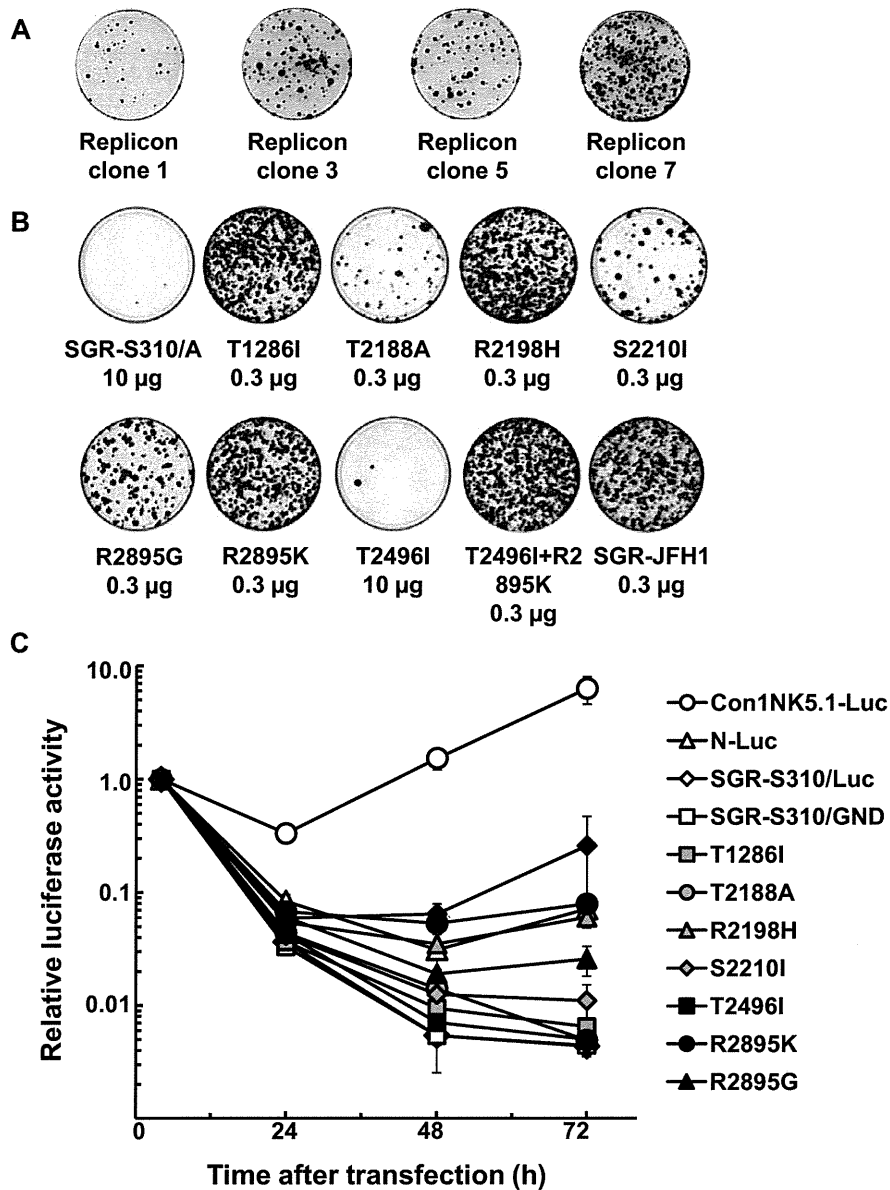 A
Replicon
clone 1
Replicon
clone 3
Replicon
clone 5
Replicon
clone 7
B
SGR-S310/A
10 µg
T1286I
0.3 µg
T2188A
0.3 µg
R2198H
0.3 µg
S2210I
0.3 µg
R2895G
0.3 µg
R2895K
0.3 µg
T2496I
10 µg
T2496I+R2
895K
0.3 µg
SGR-JFH1
0.3 µg
C
Relative luciferase activity
10.0
1.0
0.1
0.01
0
24
48
72
Time after transfection (h)
Con1NK5.1-Luc
N-Luc
SGR-S310/Luc
SGR-S310/GND
T1286I
T2188A
R2198H
S2210I
T2496I
R2895K
R2895G